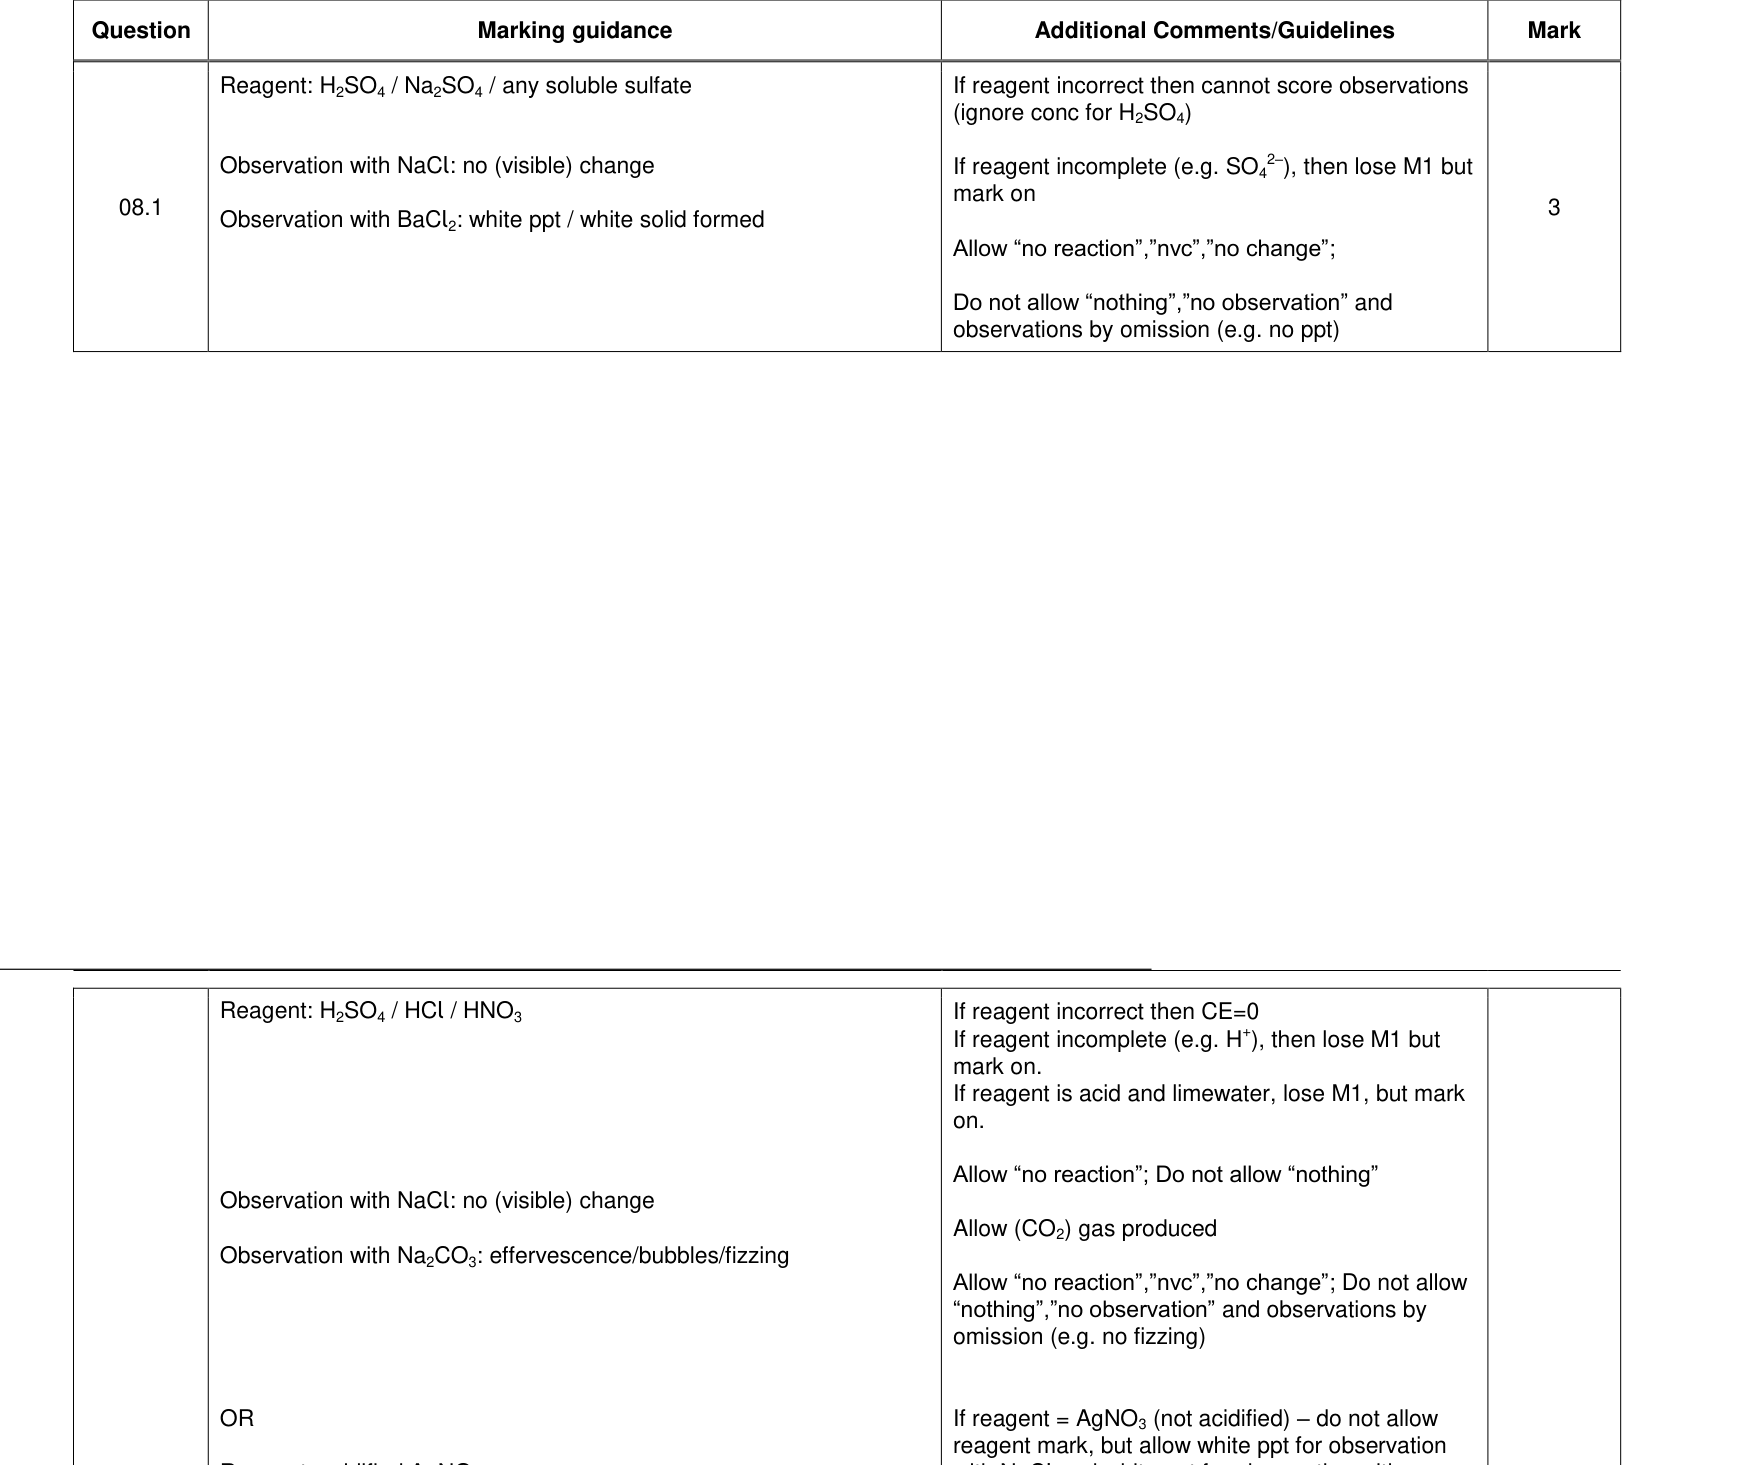 Question Marking guidance Additional Comments/Guidelines Mark
08.1
Reagent: H₂SO₄ / Na₂SO₄ / any soluble sulfate
Observation with NaCl: no (visible) change
Observation with BaCl₂: white ppt / white solid formed
If reagent incorrect then cannot score observations
(ignore conc for H₂SO₄)
If reagent incomplete (e.g. SO₄²⁻), then lose M1 but
mark on
Allow “no reaction”,”nvc”,”no change”;
Do not allow “nothing”,”no observation” and
observations by omission (e.g. no ppt)
3
Reagent: H₂SO₄ / HCl / HNO₃
Observation with NaCl: no (visible) change
Observation with Na₂CO₃: effervescence/bubbles/fizzing
OR
If reagent incorrect then CE=0
If reagent incomplete (e.g. H⁺), then lose M1 but
mark on.
If reagent is acid and limewater, lose M1, but mark
on.
Allow “no reaction”; Do not allow “nothing”
Allow (CO₂) gas produced
Allow “no reaction”,”nvc”,”no change”; Do not allow
“nothing”,”no observation” and observations by
omission (e.g. no fizzing)
If reagent = AgNO₃ (not acidified) – do not allow
reagent mark, but allow white ppt for observation